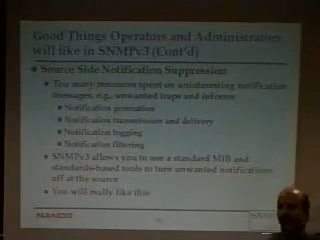 Good Things Operators and Administrators
will like in SNMPv3 (Cont'd)
Source Side Notification Suppression
Too many resources spent on uninteresting notification
messages, e.g., unwanted traps and informs
Notification generation
Notification transmission and delivery
Notification logging
Notification filtering
SNMPv3 allows you to use a standard MIB and
standards-based tools to turn unwanted notifications
off at the source
You will really like this
NANOG